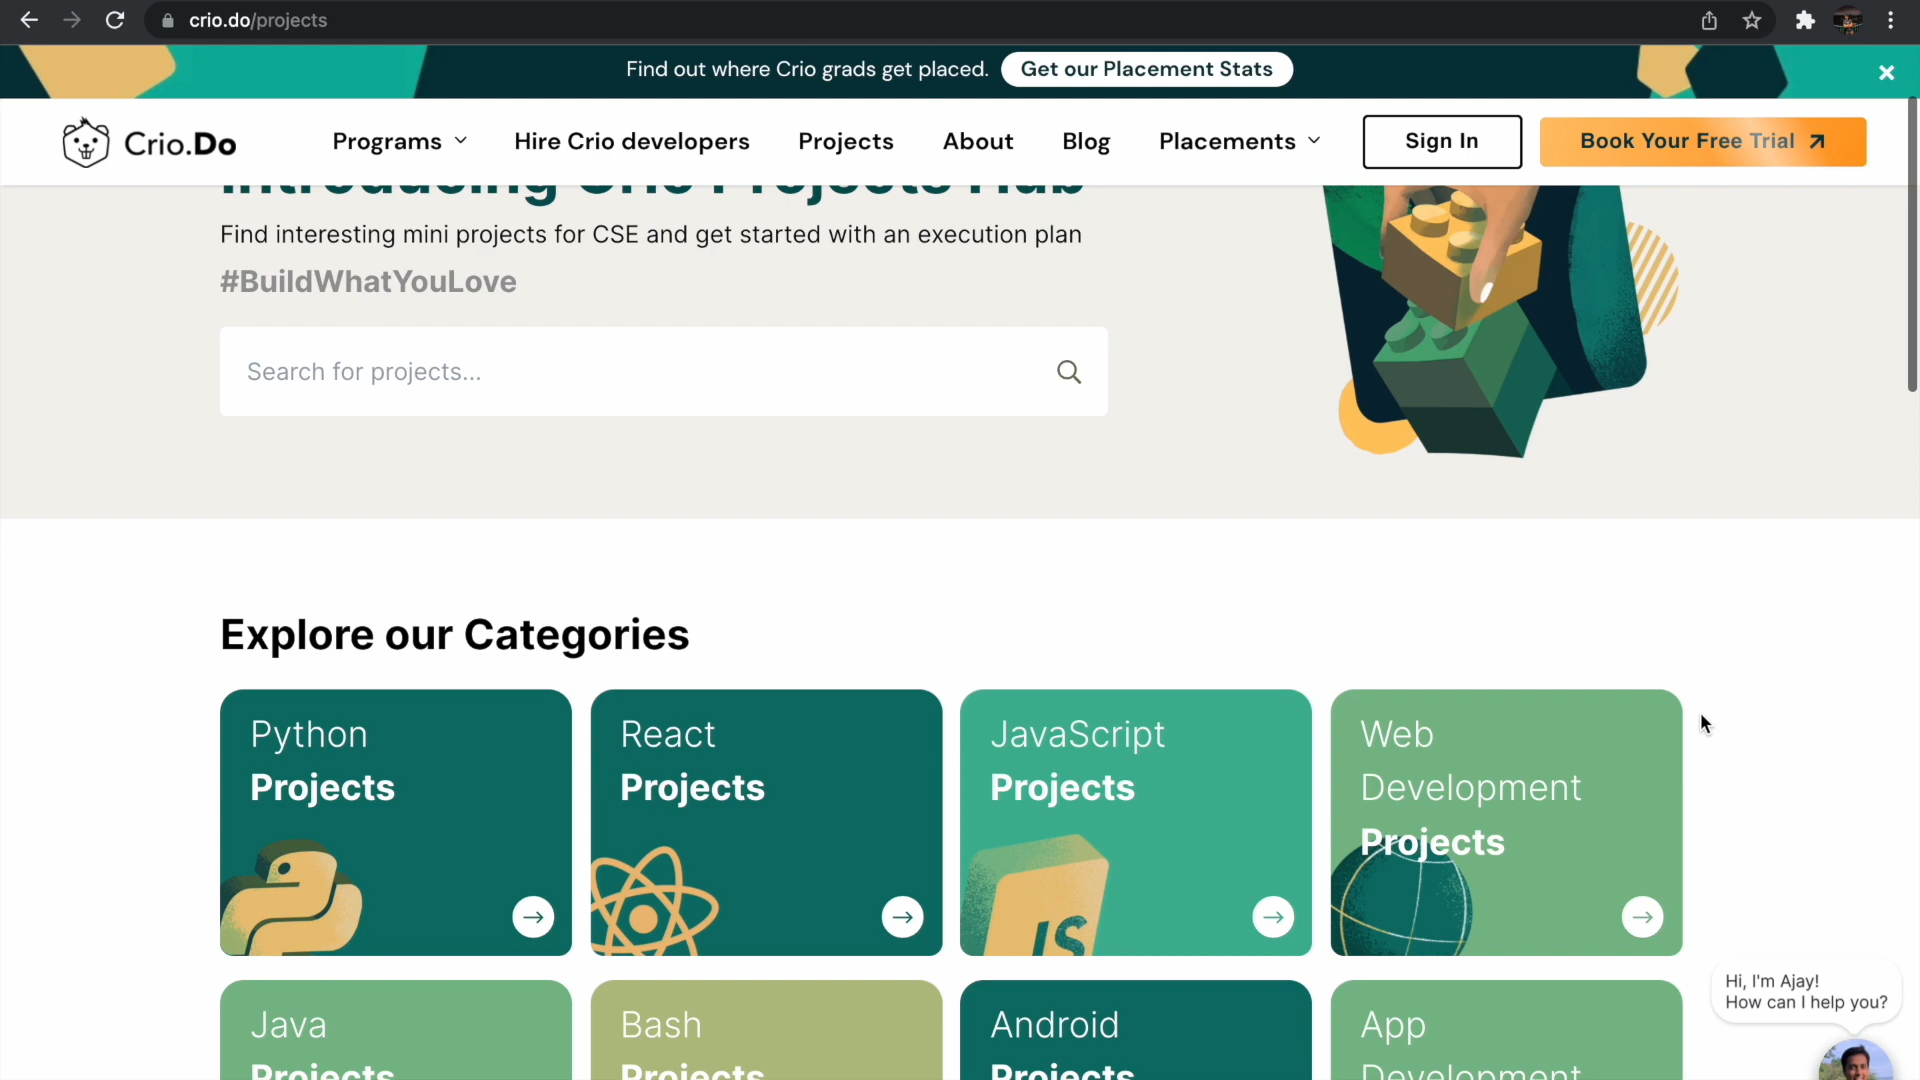 crio.do/projects
Find out where Crio grads get placed. Get our Placement Stats
Crio.Do Programs Hire Crio developers Projects About Blog Placements Sign In Book Your Free Trial
Introducing Crio Projects Hub
Find interesting mini projects for CSE and get started with an execution plan
#BuildWhatYouLove
Search for projects...
Explore our Categories
Python
Projects
React
Projects
JavaScript
Projects
JS
Web
Development
Projects
Java
Projects
Bash
Projects
Android
Projects
App
Development
Hi, I'm Ajay!
How can I help you?